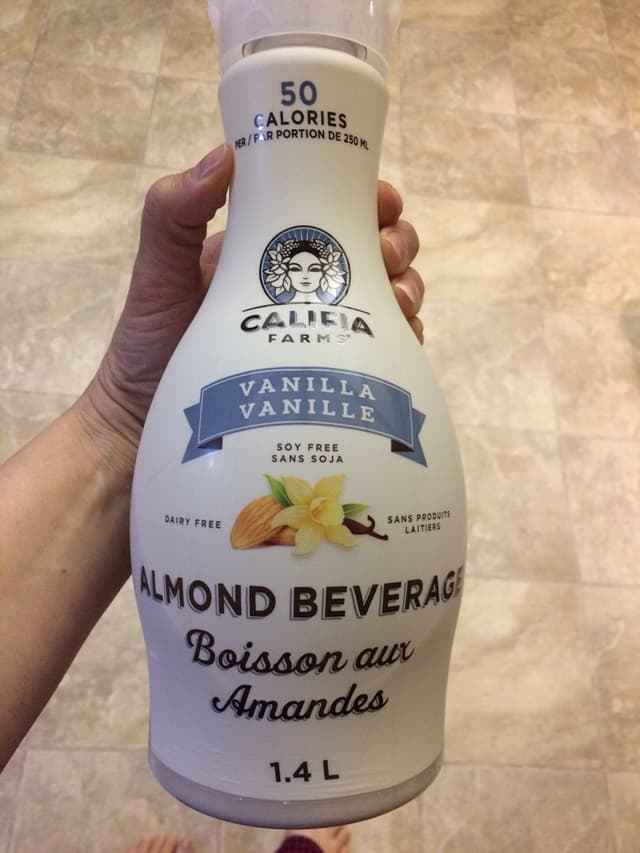 50
CALORIES
PER / PAR PORTION DE 250 ML
CALIFIA
FARMS®
VANILLA
VANILLE
SOY FREE
SANS SOJA
DAIRY FREE
SANS PRODUITS
LAITIERS
ALMOND BEVERAGE
Boisson aux
Amandes
1.4 L